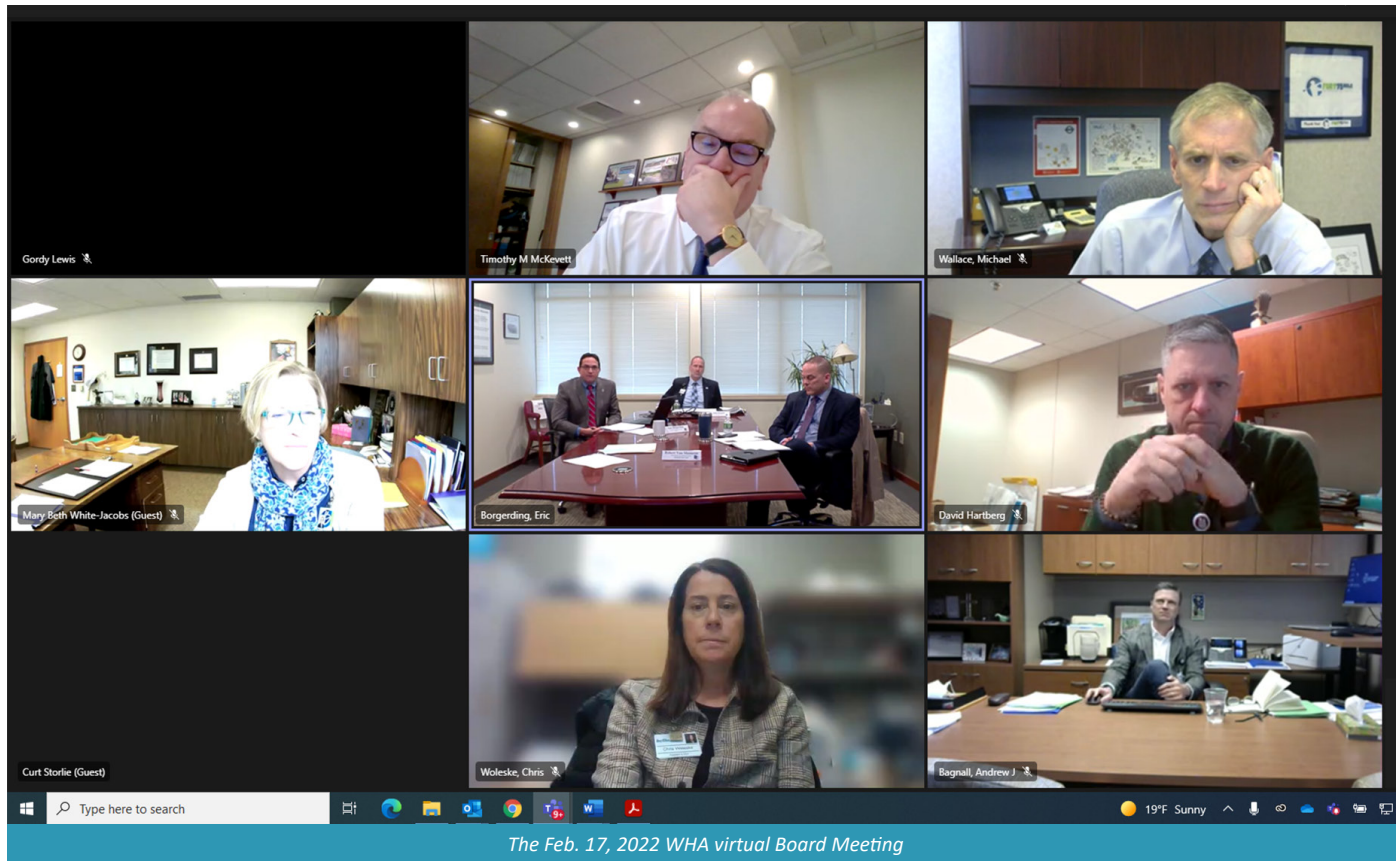 Gordy Lewis
Timothy M McKevett
Wallace, Michael
Mary Beth White-Jacobs (Guest)
Borgerding, Eric
David Hartberg
Curt Storlie (Guest)
Woleske, Chris
Bagnall, Andrew J
Type here to search
9+
19°F Sunny
The Feb. 17, 2022 WHA virtual Board Meeting